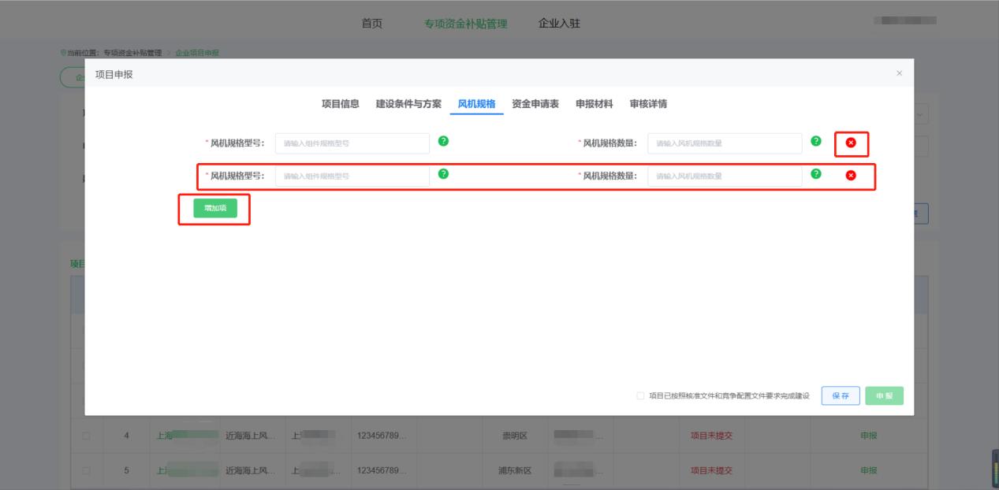 首页 专项资金补贴管理 企业入驻
当前位置: 专项资金补贴管理 > 企业项目申报
项目申报 ×
项目信息 建设条件与方案 风机规格 资金申请表 申报材料 审核详情
* 风机规格型号: 请输入组件规格型号 ? * 风机规格数量: 请输入风机规格数量 ?
* 风机规格型号: 请输入组件规格型号 ? * 风机规格数量: 请输入风机规格数量 ?
增加项
项目
项目已按照核准文件和竞争配置文件要求完成建设 保存 申报
4 上海 近海海上风... 上 123456789... 崇明区 ... 项目未提交 申报
5 上 近海海上风... 上 ... 123456789... 浦东新区 ... 项目未提交 申报